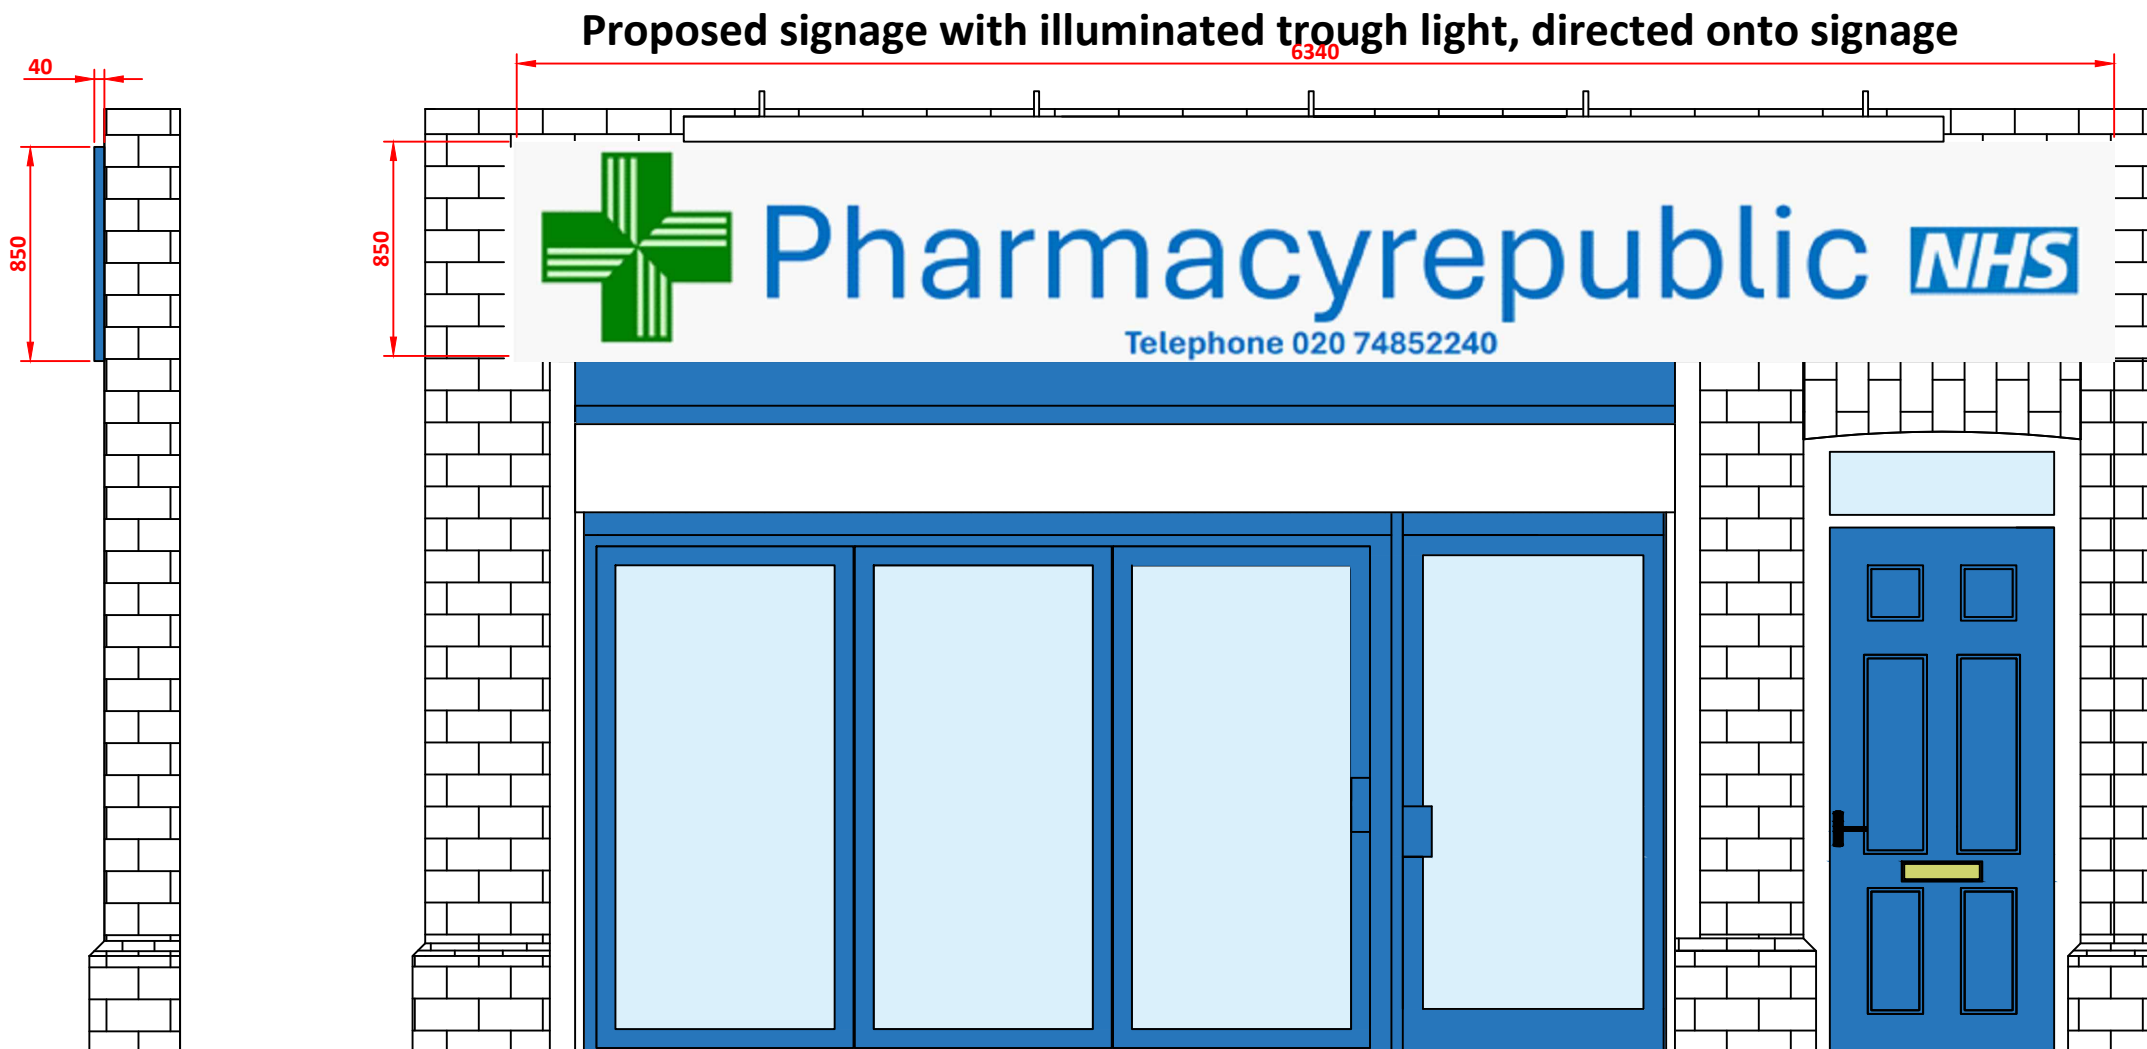 Proposed signage with illuminated trough light, directed onto signage
6340
40
850
850
Pharmacyrepublic NHS
Telephone 020 74852240